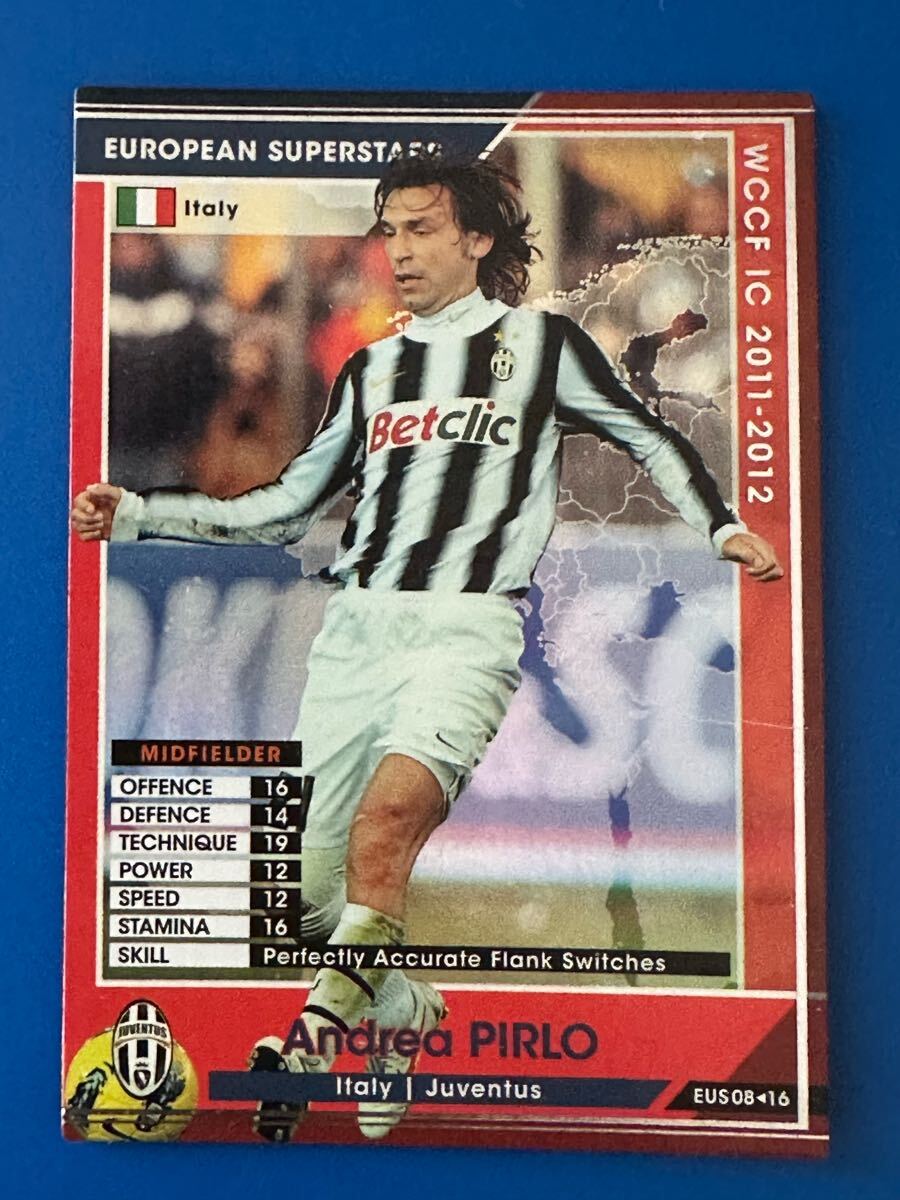 EUROPEAN SUPERSTARS
Italy
WCCF IC 2011-2012
Betclic
MIDFIELDER
OFFENCE 16
DEFENCE 14
TECHNIQUE 19
POWER 12
SPEED 12
STAMINA 16
SKILL Perfectly Accurate Flank Switches
JUVENTUS
Andrea PIRLO
Italy | Juventus
EUS08◄16